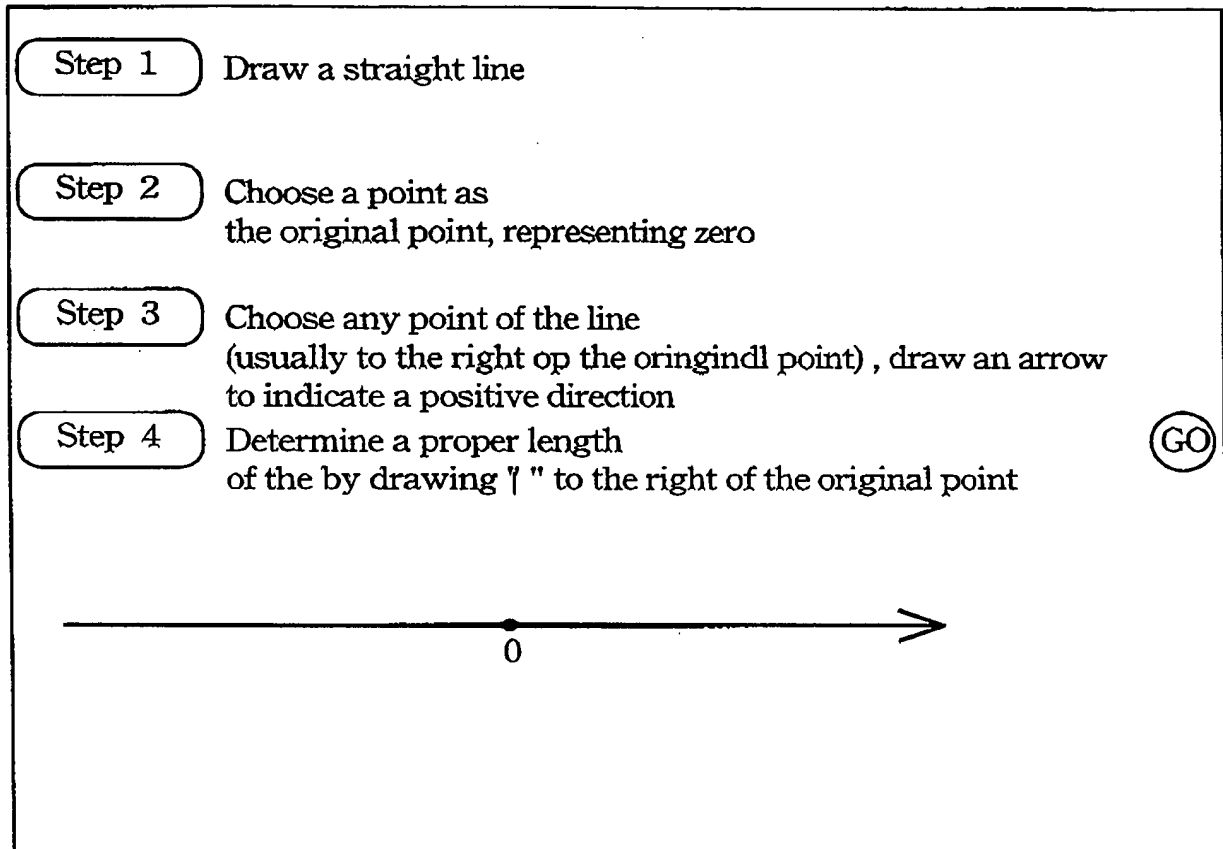 Step 1 Draw a straight line
Step 2 Choose a point as
the original point, representing zero
Step 3 Choose any point of the line
(usually to the right op the oringindl point) , draw an arrow
to indicate a positive direction
Step 4 Determine a proper length
of the by drawing " to the right of the original point
GO
0